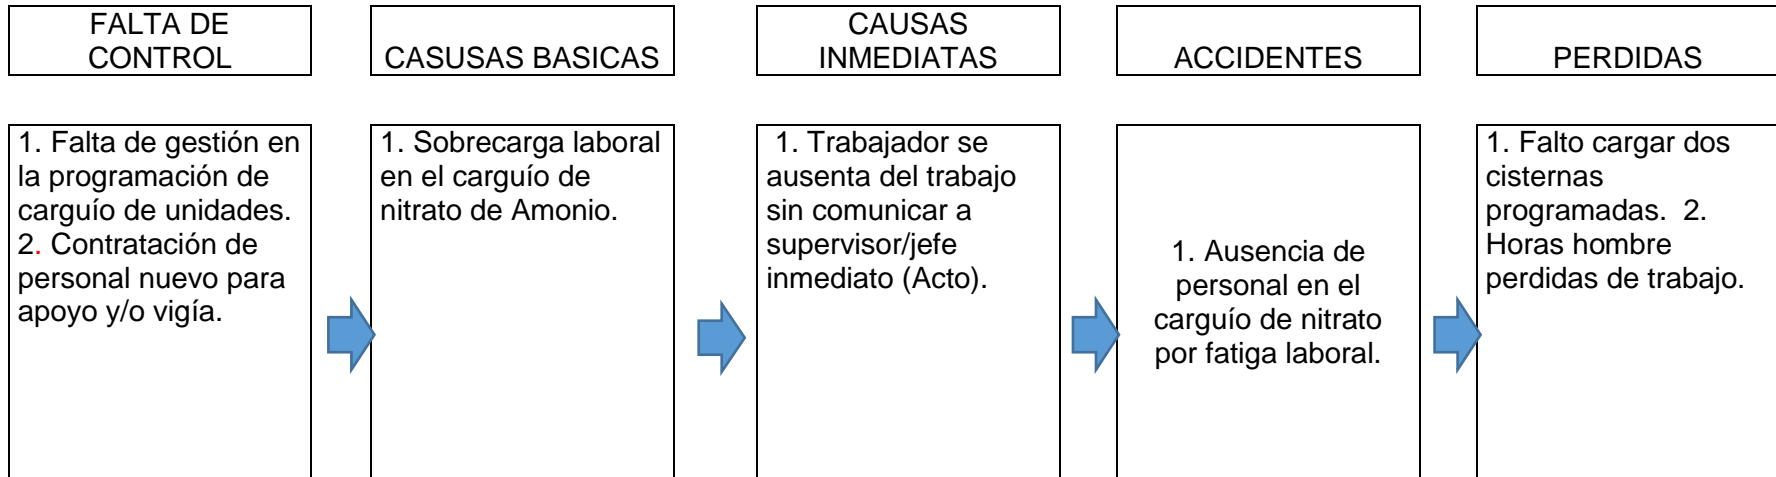 FALTA DE
CONTROL
CASUSAS BASICAS
CAUSAS
INMEDIATAS
ACCIDENTES
PERDIDAS
1. Falta de gestión en
la programación de
carguío de unidades.
2. Contratación de
personal nuevo para
apoyo y/o vigía.
1. Sobrecarga laboral
en el carguío de
nitrato de Amonio.
1. Trabajador se
ausenta del trabajo
sin comunicar a
supervisor/jefe
inmediato (Acto).
1. Ausencia de
personal en el
carguío de nitrato
por fatiga laboral.
1. Falto cargar dos
cisternas
programadas. 2.
Horas hombre
perdidas de trabajo.